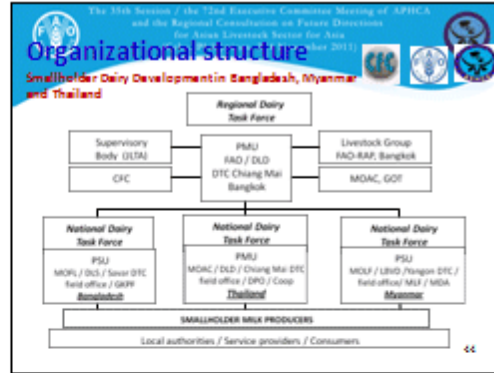 The 35th Session / the 72nd Executive Committee Meeting of APHCA
and the Regional Consultation on Future Directions
for Asian Livestock Sector for Asia
2011)
Organizational structure
Smallholder Dairy Development in Bangladesh, Myanmar
and Thailand
Regional Dairy
Task Force
Supervisory
Body (JLTA)
PMU
FAO / DLD
DTC Chiang Mai
Bangkok
Livestock Group
FAO-RAP, Bangkok
CFC
MOAC, GOT
National Dairy
Task Force
PSU
MOFL / DLS / Savar DTC
field office / GKPF
Bangladesh
National Dairy
Task Force
PMU
MOAC / DLD / Chiang Mai DTC
field office / DPO / Coop
Thailand
National Dairy
Task Force
PSU
MOLF / LBVD /Yangon DTC /
field office/ MLF / MDA
Myanmar
SMALLHOLDER MILK PRODUCERS
Local authorities / Service providers / Consumers
44